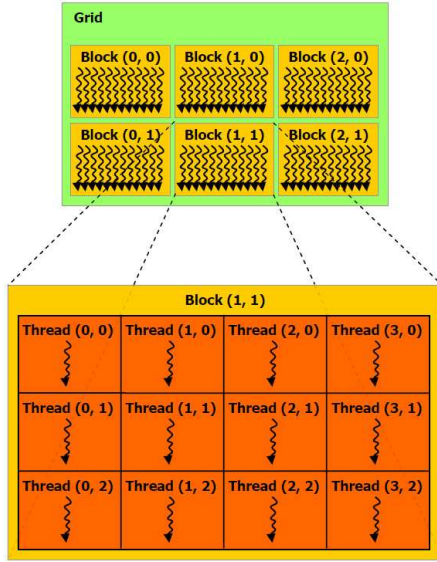 Grid
Block (0, 0) Block (1, 0) Block (2, 0)
Block (0, 1) Block (1, 1) Block (2, 1)
Block (1, 1)
Thread (0, 0) Thread (1, 0) Thread (2, 0) Thread (3, 0)
Thread (0, 1) Thread (1, 1) Thread (2, 1) Thread (3, 1)
Thread (0, 2) Thread (1, 2) Thread (2, 2) Thread (3, 2)